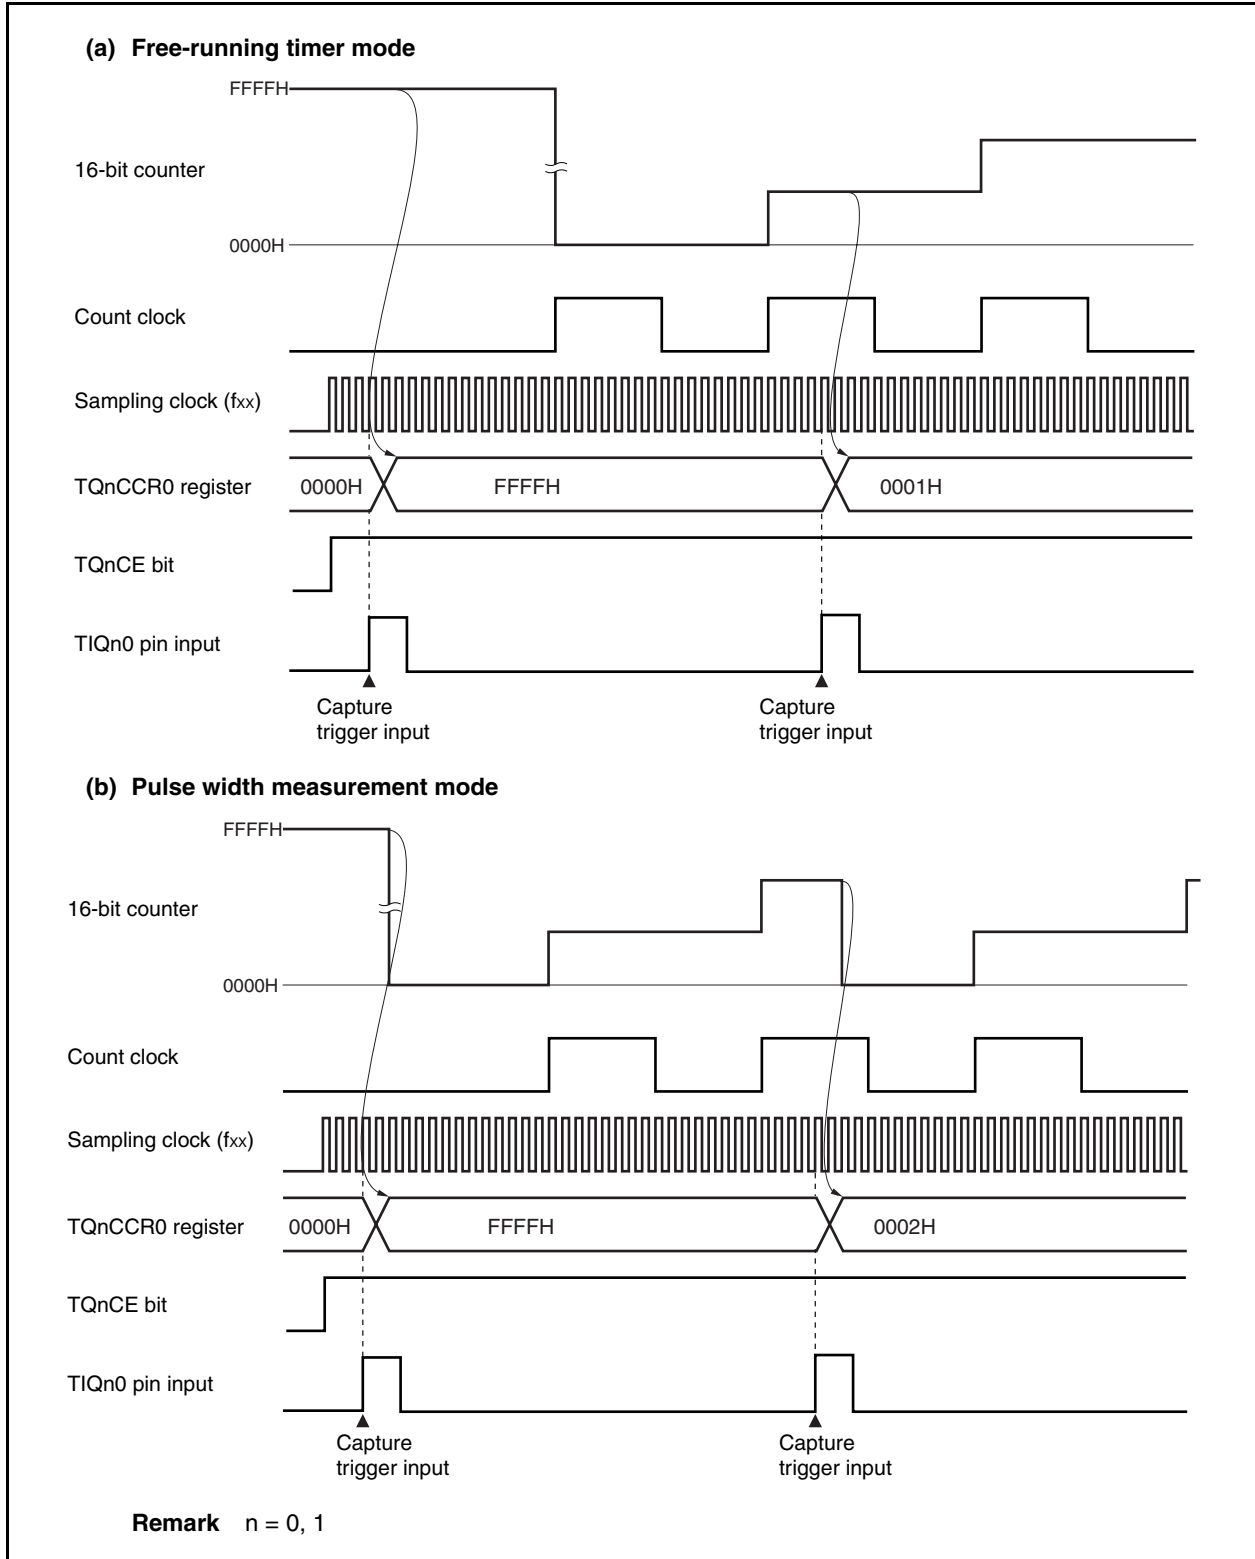 (a) Free-running timer mode
FFFFH
16-bit counter
0000H
Count clock
Sampling clock (fxx)
TQnCCR0 register 0000H FFFFH 0001H
TQnCE bit
TIQn0 pin input
Capture
trigger input
Capture
trigger input
(b) Pulse width measurement mode
FFFFH
16-bit counter
0000H
Count clock
Sampling clock (fxx)
TQnCCR0 register 0000H FFFFH 0002H
TQnCE bit
TIQn0 pin input
Capture
trigger input
Capture
trigger input
Remark n = 0, 1